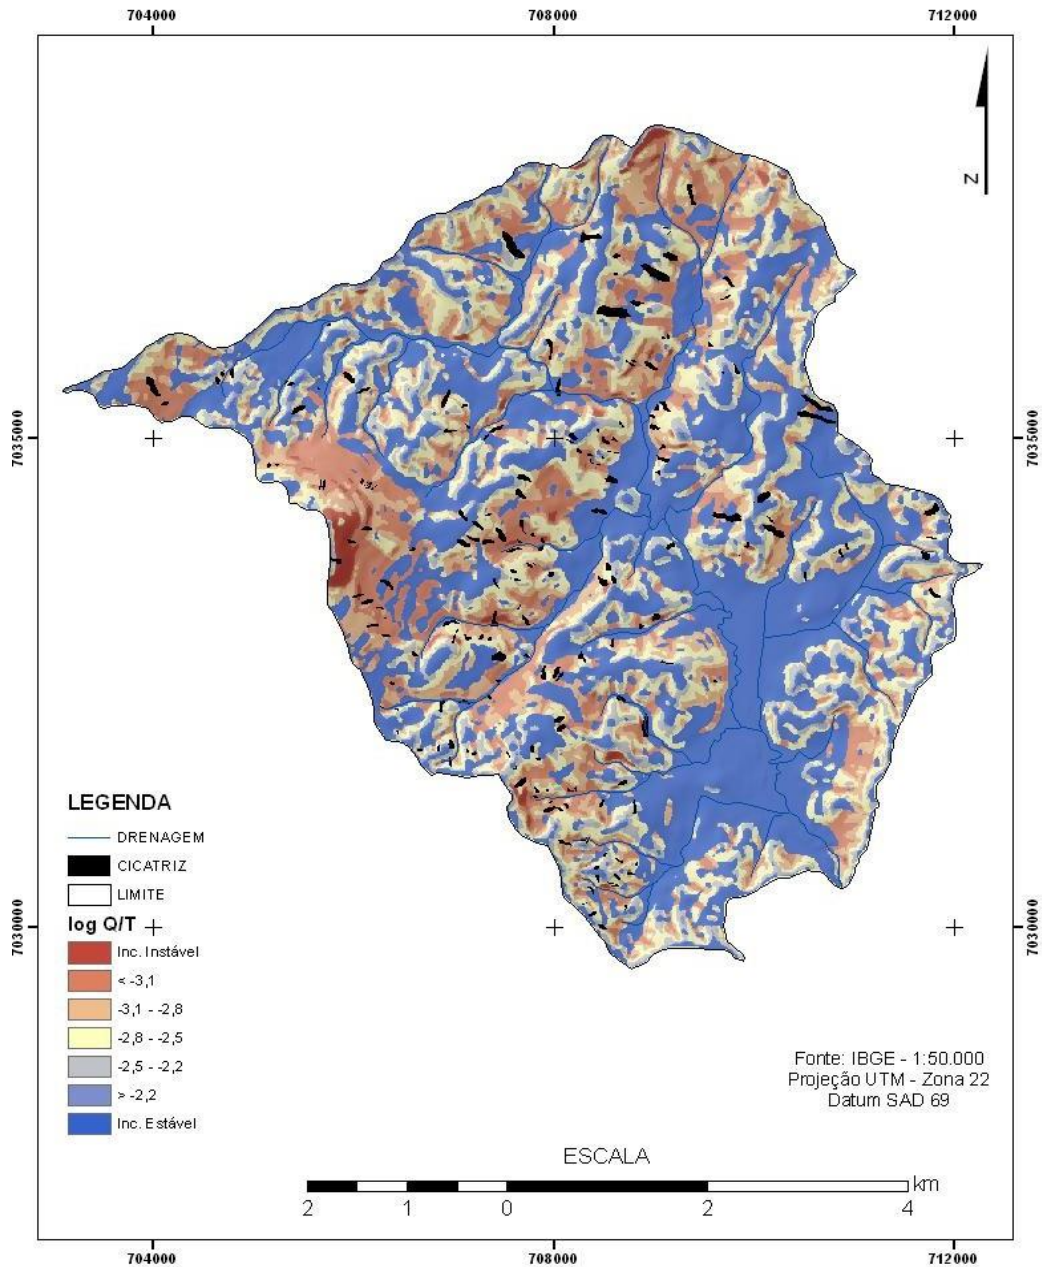 704000 708000 712000
N
7035000 7035000
LEGENDA
DRENAGEM
CICATRIZ
LIMITE
log Q/T
Inc. Instável
< -3,1
-3,1 - -2,8
-2,8 - -2,5
-2,5 - -2,2
> -2,2
Inc. Estável
7030000 7030000
Fonte: IBGE - 1:50.000
Projeção UTM - Zona 22
Datum SAD 69
ESCALA
km
2 1 0 2 4
704000 708000 712000